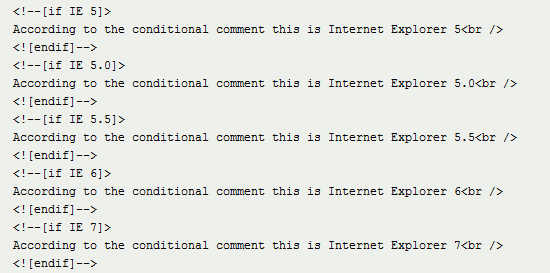 <!--[if IE 5]>
According to the conditional comment this is Internet Explorer 5<br />
<![endif]-->
<!--[if IE 5.0]>
According to the conditional comment this is Internet Explorer 5.0<br />
<![endif]-->
<!--[if IE 5.5]>
According to the conditional comment this is Internet Explorer 5.5<br />
<![endif]-->
<!--[if IE 6]>
According to the conditional comment this is Internet Explorer 6<br />
<![endif]-->
<!--[if IE 7]>
According to the conditional comment this is Internet Explorer 7<br />
<![endif]-->